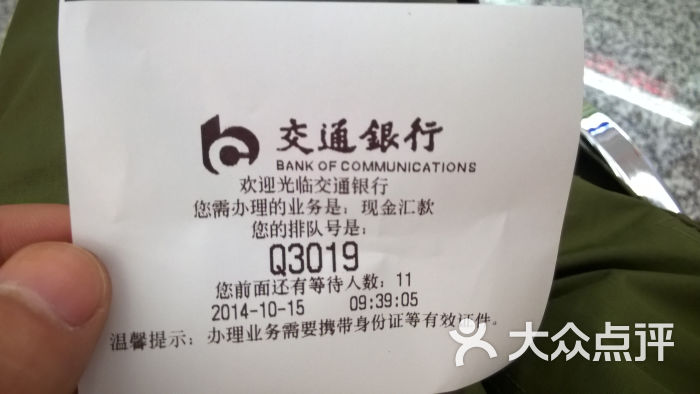 交通銀行
BANK OF COMMUNICATIONS
欢迎光临交通银行
您需办理的业务是：现金汇款
您的排队号是：
Q3019
您前面还有等待人数：11
2014-10-15 09:39:05
温馨提示：办理业务需要携带身份证等有效证件。
大众点评